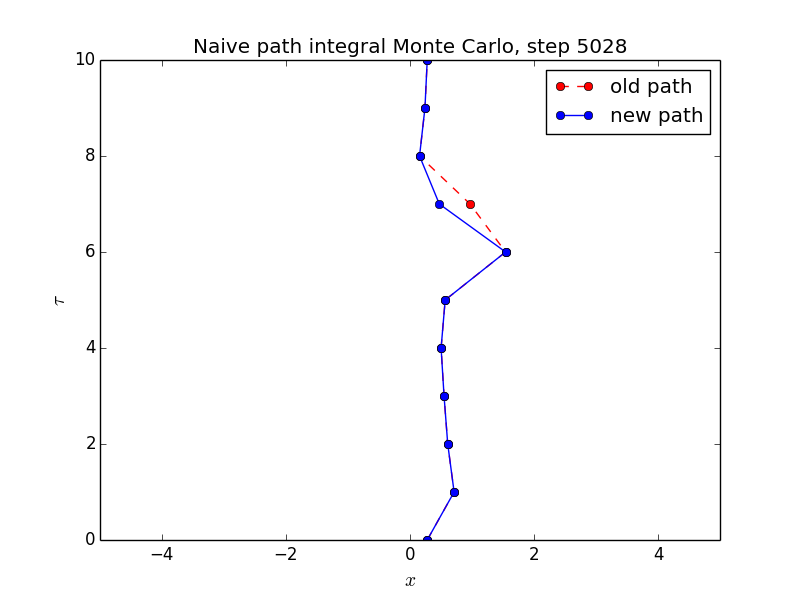 Naive path integral Monte Carlo, step 5028
10
old path
new path
8
6
τ
4
2
0
−4 −2 0 2 4
x